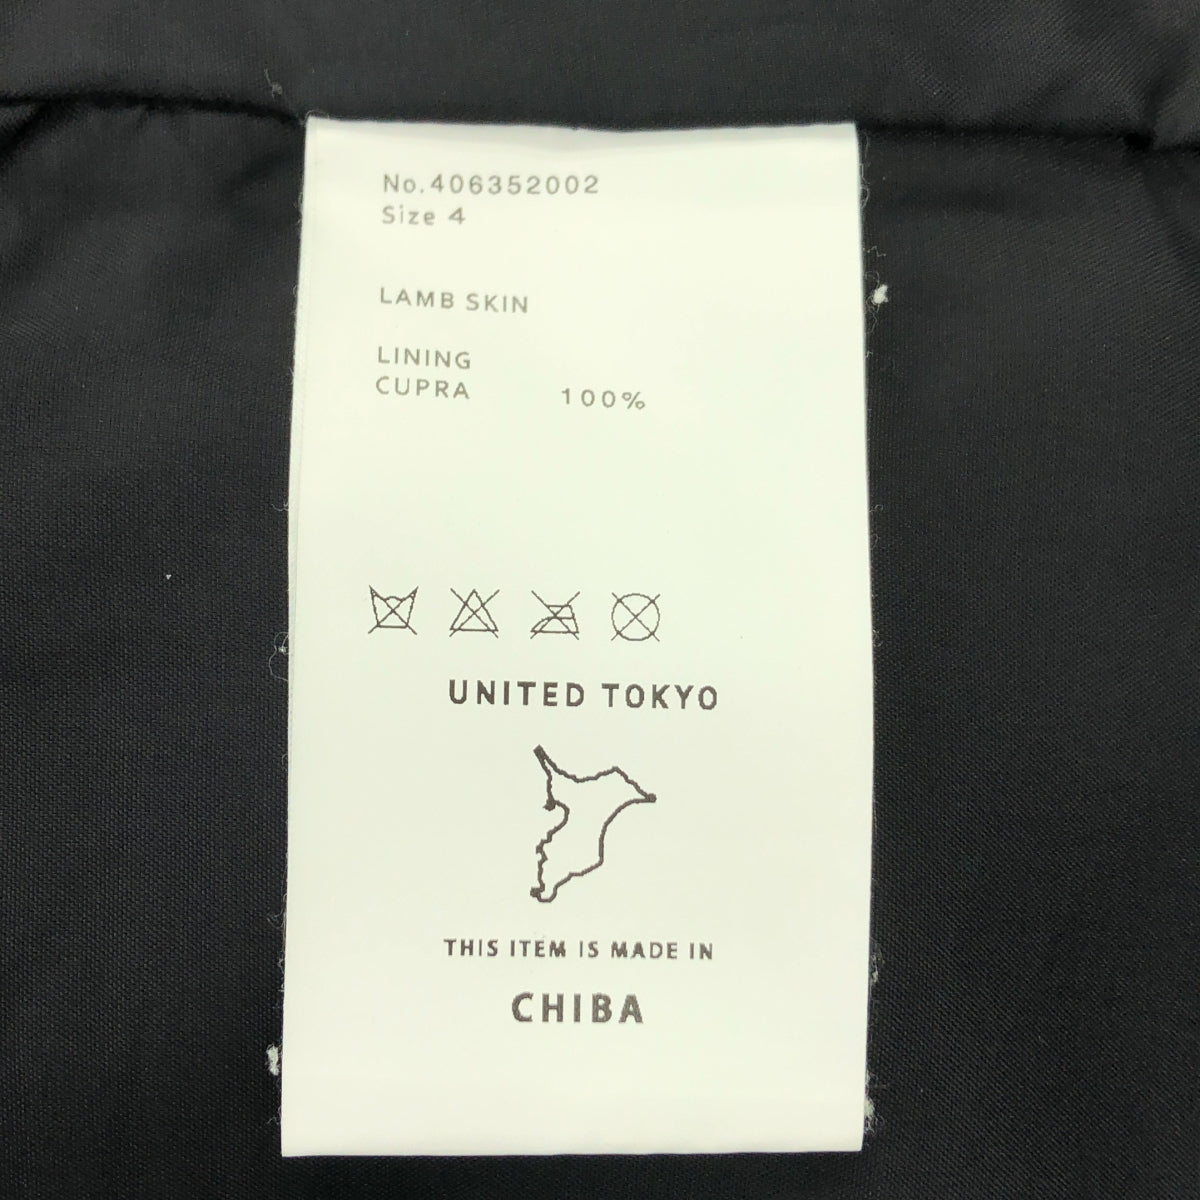 No.406352002
Size 4
LAMB SKIN
LINING
CUPRA 100%
UNITED TOKYO
THIS ITEM IS MADE IN
CHIBA